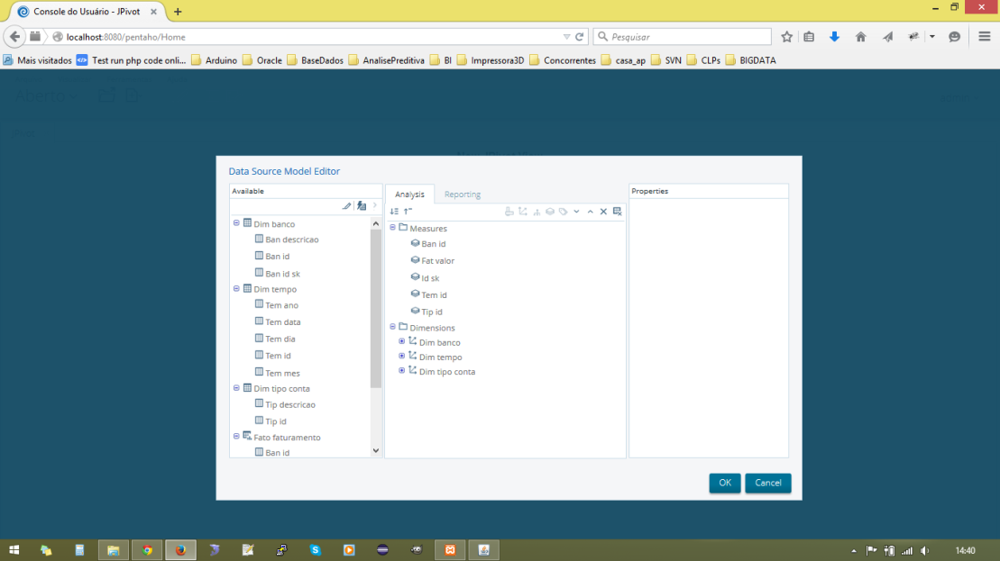 Console do Usuário - JPivot
localhost:8080/pentaho/Home
Pesquisar
Mais visitados
Test run php code onli...
Arduino
Oracle
BaseDados
AnalisePreditiva
BI
Impressora3D
Concorrentes
casa_ap
SVN
CLPs
BIGDATA
Aberto
Data Source Model Editor
Available
Dim banco
Ban descricao
Ban id
Ban id sk
Dim tempo
Tem ano
Tem data
Tem dia
Tem id
Tem mes
Dim tipo conta
Tip descricao
Tip id
Fato faturamento
Ban id
Analysis
Reporting
Measures
Ban id
Fat valor
Id sk
Tem id
Tip id
Dimensions
Dim banco
Dim tempo
Dim tipo conta
Properties
OK
Cancel
14:40